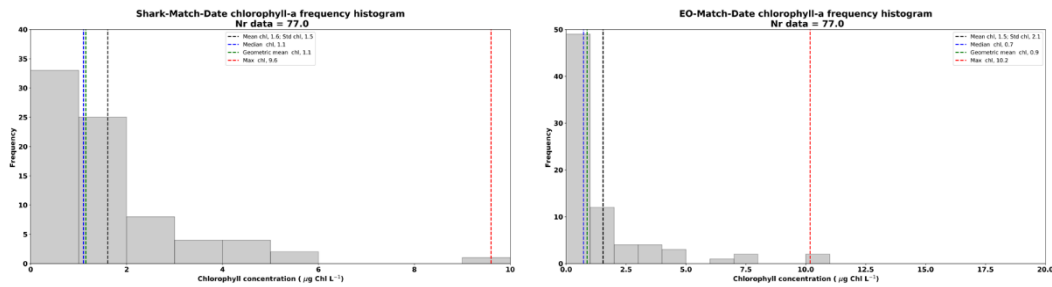 Shark-Match-Date chlorophyll-a frequency histogram
Nr data = 77.0
Mean chl, 1.6; Std chl, 1.5
Median chl, 1.1
Geometric mean chl, 1.1
Max chl, 9.6
Frequency
40
35
30
25
20
15
10
5
0
0 2 4 6 8 10
Chlorophyll concentration ( μg Chl L⁻¹)
EO-Match-Date chlorophyll-a frequency histogram
Nr data = 77.0
Mean chl, 1.5; Std chl, 2.1
Median chl, 0.7
Geometric mean chl, 0.9
Max chl, 10.2
Frequency
50
40
30
20
10
0
0.0 2.5 5.0 7.5 10.0 12.5 15.0 17.5 20.0
Chlorophyll concentration ( μg Chl L⁻¹)